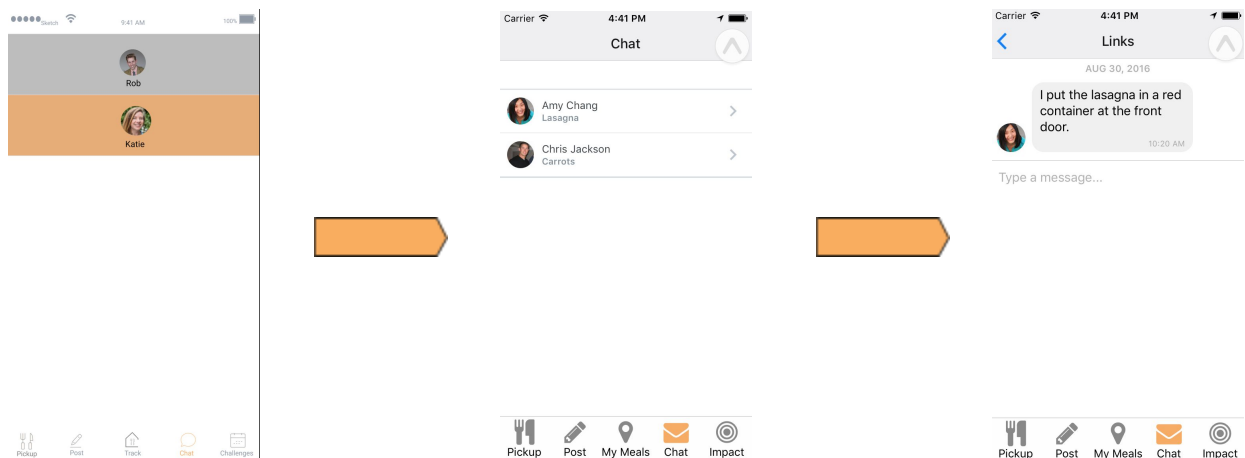 Sketch 9:41 AM 100%
Rob
Katie
Pickup Post Track Chat Challenges
Carrier 4:41 PM
Chat
Amy Chang
Lasagna
Chris Jackson
Carrots
Pickup Post My Meals Chat Impact
Carrier 4:41 PM
Links
AUG 30, 2016
I put the lasagna in a red
container at the front
door.
10:20 AM
Type a message...
Pickup Post My Meals Chat Impact